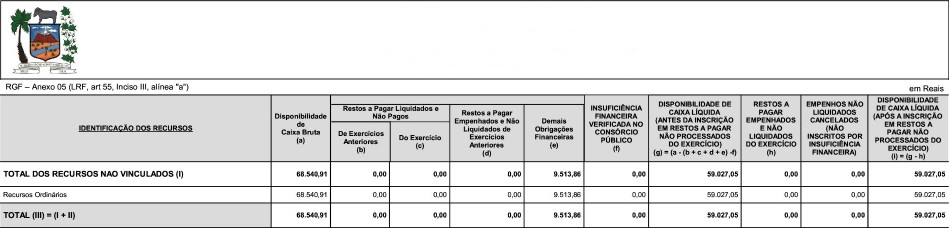 RGF – Anexo 05 (LRF, art 55, Inciso III, alínea "a")
em Reais
IDENTIFICAÇÃO DOS RECURSOS
Disponibilidade
de
Caixa Bruta
(a)
Restos a Pagar Liquidados e
Não Pagos
De Exercícios
Anteriores
(b)
Do Exercício
(c)
Restos a Pagar
Empenhados e Não
Liquidados de
Exercícios
Anteriores
(d)
Demais
Obrigações
Financeiras
(e)
INSUFICIÊNCIA
FINANCEIRA
VERIFICADA NO
CONSÓRCIO
PÚBLICO
(f)
DISPONIBILIDADE DE
CAIXA LÍQUIDA
(ANTES DA INSCRIÇÃO
EM RESTOS A PAGAR
NÃO PROCESSADOS
DO EXERCÍCIO)
(g) = (a - (b + c + d + e) -f)
RESTOS A
PAGAR
EMPENHADOS
E NÃO
LIQUIDADOS
DO EXERCÍCIO
(h)
EMPENHOS NÃO
LIQUIDADOS
CANCELADOS
(NÃO
INSCRITOS POR
INSUFICIÊNCIA
FINANCEIRA)
DISPONIBILIDADE
DE CAIXA LÍQUIDA
(APÓS A INSCRIÇÃO
EM RESTOS A
PAGAR NÃO
PROCESSADOS DO
EXERCÍCIO)
(i) = (g - h)
TOTAL DOS RECURSOS NAO VINCULADOS (I) 68.540,91 0,00 0,00 0,00 9.513,86 0,00 59.027,05 0,00 0,00 59.027,05
Recursos Ordinários 68.540,91 0,00 0,00 0,00 9.513,86 0,00 59.027,05 0,00 0,00 59.027,05
TOTAL (III) = (I + II) 68.540,91 0,00 0,00 0,00 9.513,86 0,00 59.027,05 0,00 0,00 59.027,05